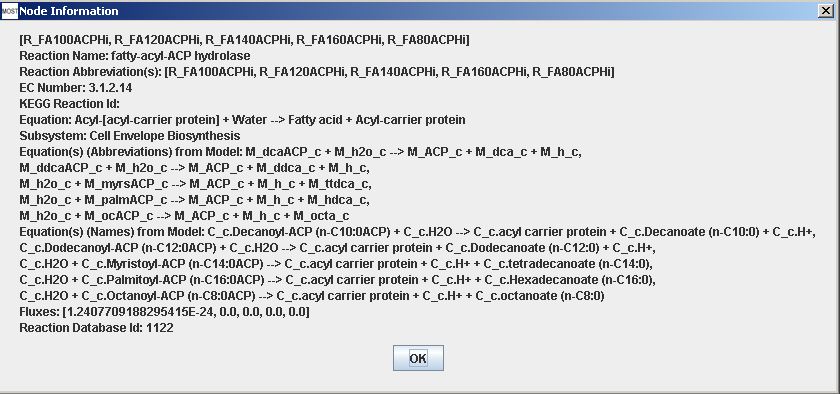 MOST Node Information
[R_FA100ACPHi, R_FA120ACPHi, R_FA140ACPHi, R_FA160ACPHi, R_FA80ACPHi]
Reaction Name: fatty-acyl-ACP hydrolase
Reaction Abbreviation(s): [R_FA100ACPHi, R_FA120ACPHi, R_FA140ACPHi, R_FA160ACPHi, R_FA80ACPHi]
EC Number: 3.1.2.14
KEGG Reaction Id:
Equation: Acyl-[acyl-carrier protein] + Water --> Fatty acid + Acyl-carrier protein
Subsystem: Cell Envelope Biosynthesis
Equation(s) (Abbreviations) from Model: M_dcaACP_c + M_h2o_c --> M_ACP_c + M_dca_c + M_h_c,
M_ddcaACP_c + M_h2o_c --> M_ACP_c + M_ddca_c + M_h_c,
M_h2o_c + M_myrsACP_c --> M_ACP_c + M_h_c + M_ttdca_c,
M_h2o_c + M_palmACP_c --> M_ACP_c + M_h_c + M_hdca_c,
M_h2o_c + M_ocACP_c --> M_ACP_c + M_h_c + M_octa_c
Equation(s) (Names) from Model: C_c.Decanoyl-ACP (n-C10:0ACP) + C_c.H2O --> C_c.acyl carrier protein + C_c.Decanoate (n-C10:0) + C_c.H+,
C_c.Dodecanoyl-ACP (n-C12:0ACP) + C_c.H2O --> C_c.acyl carrier protein + C_c.Dodecanoate (n-C12:0) + C_c.H+,
C_c.H2O + C_c.Myristoyl-ACP (n-C14:0ACP) --> C_c.acyl carrier protein + C_c.H+ + C_c.tetradecanoate (n-C14:0),
C_c.H2O + C_c.Palmitoyl-ACP (n-C16:0ACP) --> C_c.acyl carrier protein + C_c.H+ + C_c.Hexadecanoate (n-C16:0),
C_c.H2O + C_c.Octanoyl-ACP (n-C8:0ACP) --> C_c.acyl carrier protein + C_c.H+ + C_c.octanoate (n-C8:0)
Fluxes: [1.2407709188295415E-24, 0.0, 0.0, 0.0, 0.0]
Reaction Database Id: 1122
OK